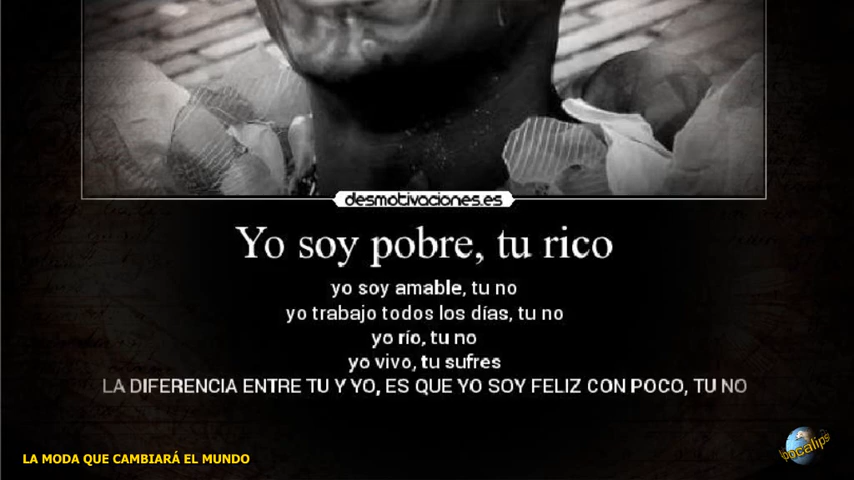 desmotivaciones.es
Yo soy pobre, tu rico
yo soy amable, tu no
yo trabajo todos los días, tu no
yo río, tu no
yo vivo, tu sufres
LA DIFERENCIA ENTRE TU Y YO, ES QUE YO SOY FELIZ CON POCO, TU NO
LA MODA QUE CAMBIARÁ EL MUNDO